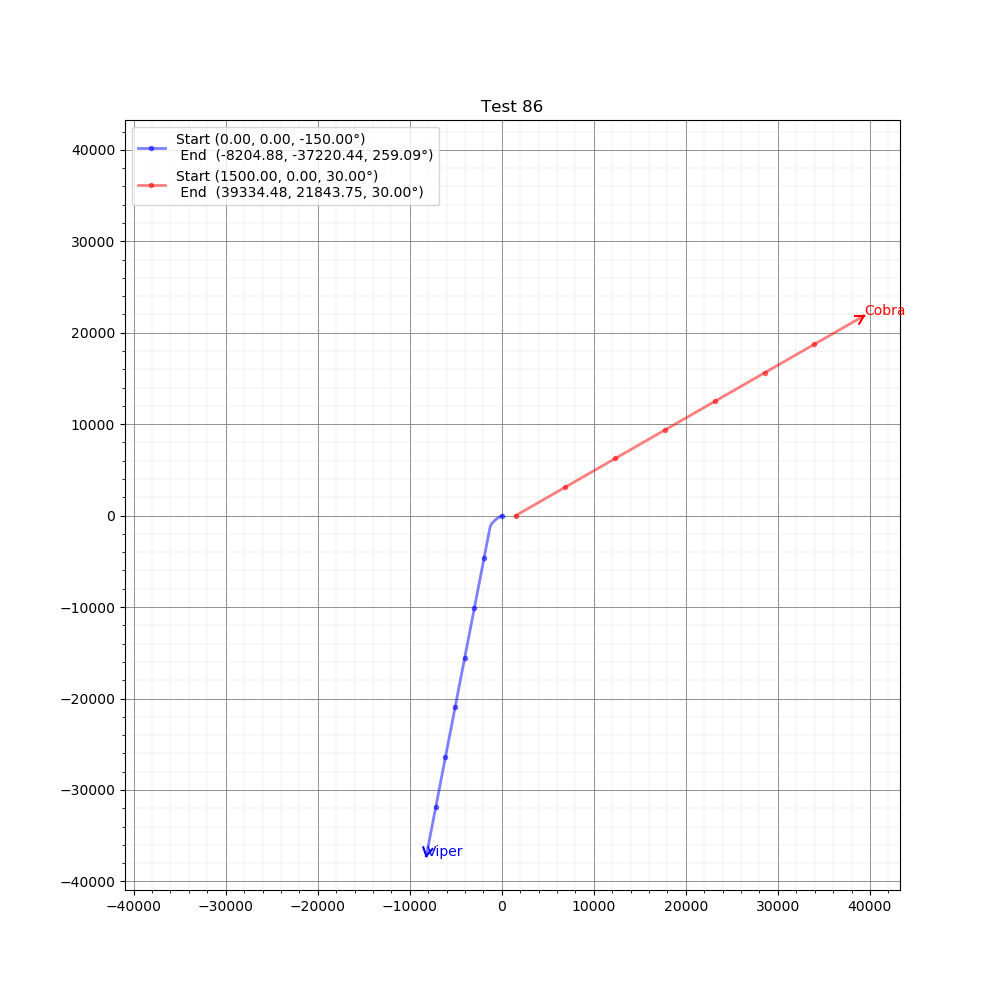 Test 86
Start (0.00, 0.00, -150.00°)
End (-8204.88, -37220.44, 259.09°)
Start (1500.00, 0.00, 30.00°)
End (39334.48, 21843.75, 30.00°)
40000
30000
20000
10000
0
−10000
−20000
−30000
−40000
Cobra
Viper
−40000 −30000 −20000 −10000 0 10000 20000 30000 40000